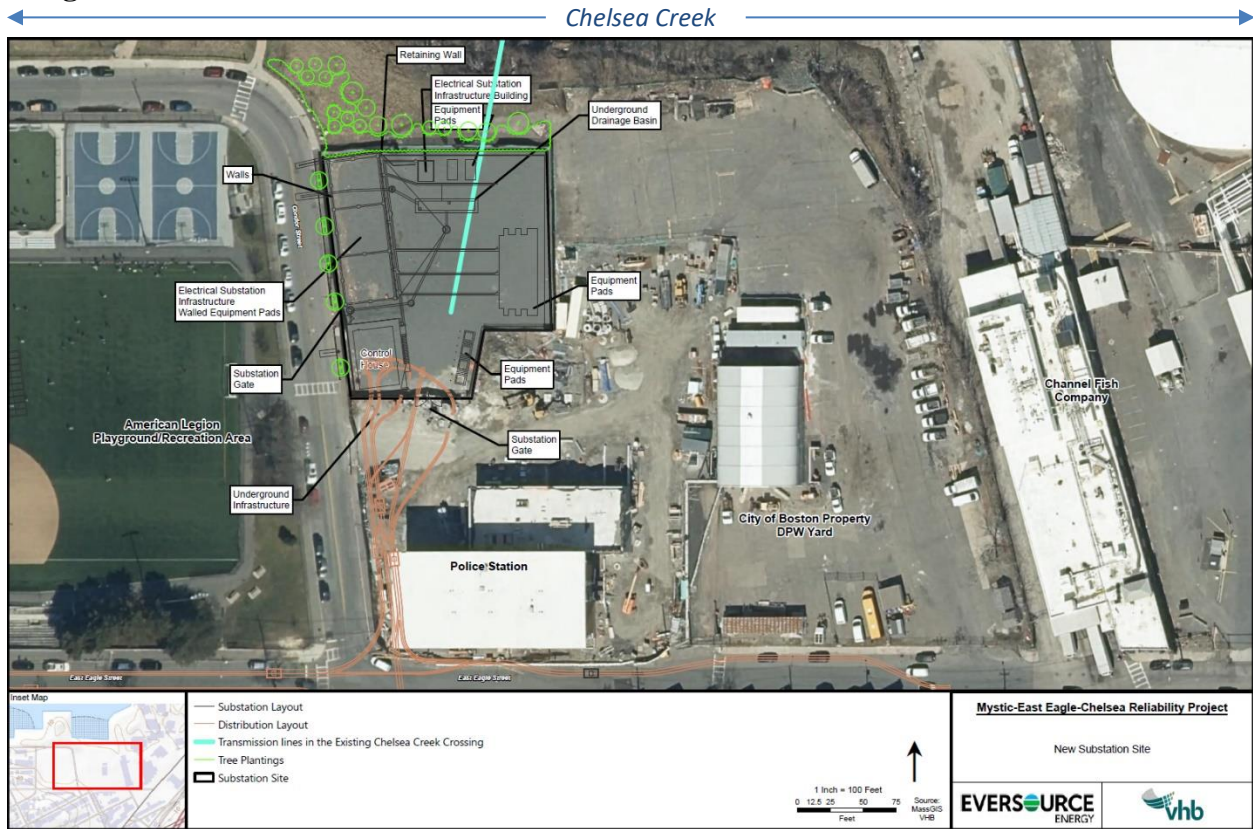 Chelsea Creek
Retaining Wall
Electrical Substation
Infrastructure Building
Equipment
Pads
Underground
Drainage Basin
Walls
Condor Street
Electrical Substation
Infrastructure
Walled Equipment Pads
Equipment
Pads
Control
House
Substation
Gate
Equipment
Pads
Channel Fish
Company
American Legion
Playground/Recreation Area
Substation
Gate
Underground
Infrastructure
City of Boston Property
DPW Yard
Police Station
East Eagle Street
East Eagle Street
Inset Map
Substation Layout
Distribution Layout
Transmission lines in the Existing Chelsea Creek Crossing
Tree Plantings
Substation Site
1 Inch = 100 Feet
0 12.5 25 50 75
Feet
Source:
MassGIS
VHB
Mystic-East Eagle-Chelsea Reliability Project
New Substation Site
EVERSOURCE
ENERGY
vhb